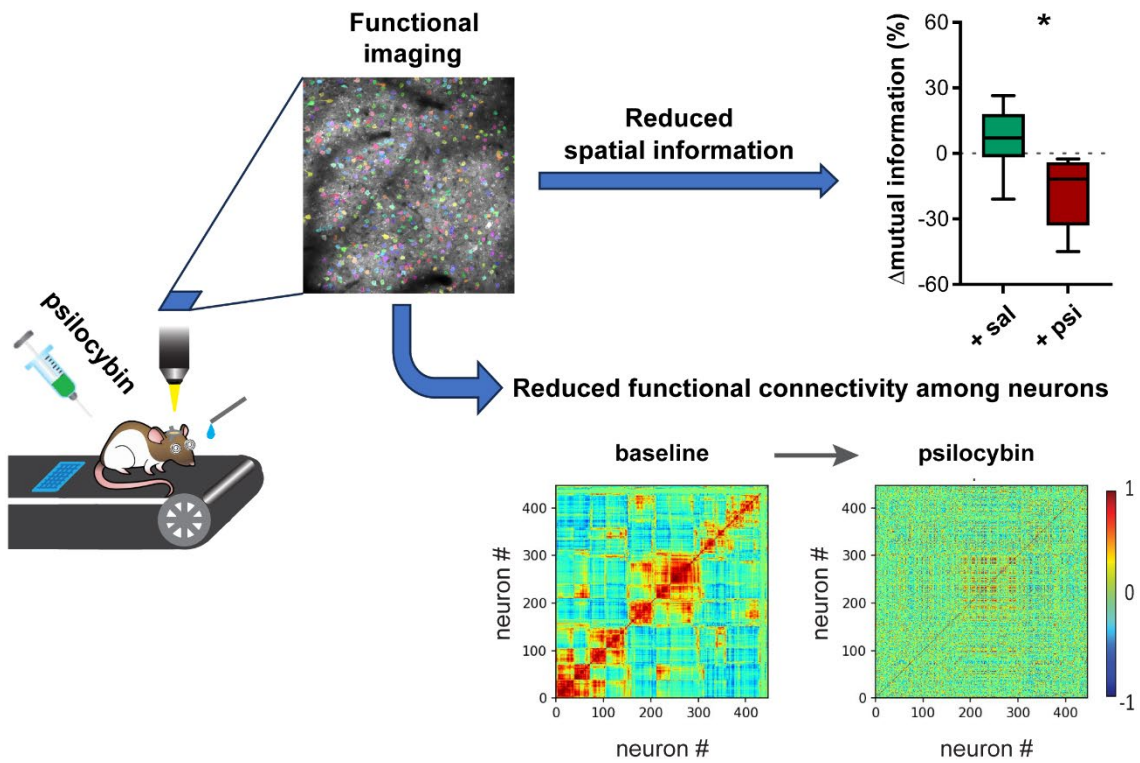 Functional
imaging
Reduced
spatial information
Δmutual information (%)
60
30
0
-30
-60
*
+ sal
+ psi
psilocybin
Reduced functional connectivity among neurons
baseline
psilocybin
neuron #
400
300
200
100
0
0 100 200 300 400
neuron #
neuron #
400
300
200
100
0
0 100 200 300 400
neuron #
1
0
-1